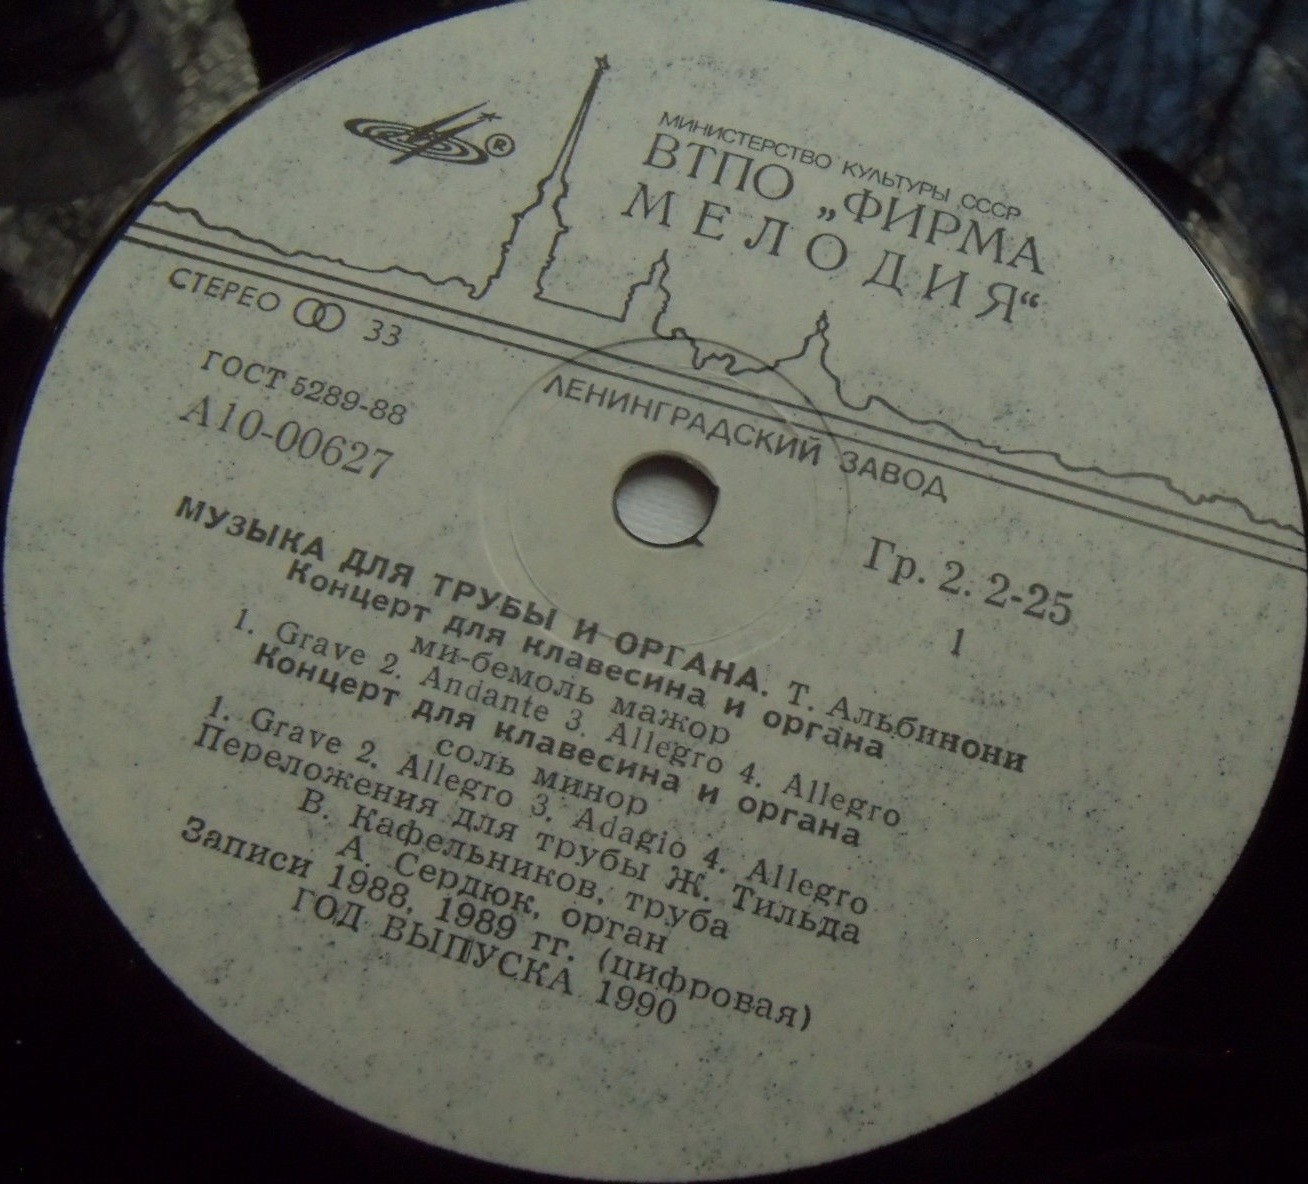 ®
МИНИСТЕРСТВО КУЛЬТУРЫ СССР
ВТПО „ФИРМА
МЕЛОДИЯ“
СТЕРЕО 33
ЛЕНИНГРАДСКИЙ ЗАВОД
ГОСТ 5289-88
А10-00627
Гр. 2. 2-25
1
МУЗЫКА ДЛЯ ТРУБЫ И ОРГАНА. Т. Альбинони
Концерт для клавесина и органа
ми-бемоль мажор
1. Grave 2. Andante 3. Allegro 4. Allegro
Концерт для клавесина и органа
соль минор
1. Grave 2. Allegro 3. Adagio 4. Allegro
Переложения для трубы Ж. Тильда
В. Кафельников, труба
А. Сердюк, орган
Записи 1988, 1989 гг. (цифровая)
ГОД ВЫПУСКА 1990